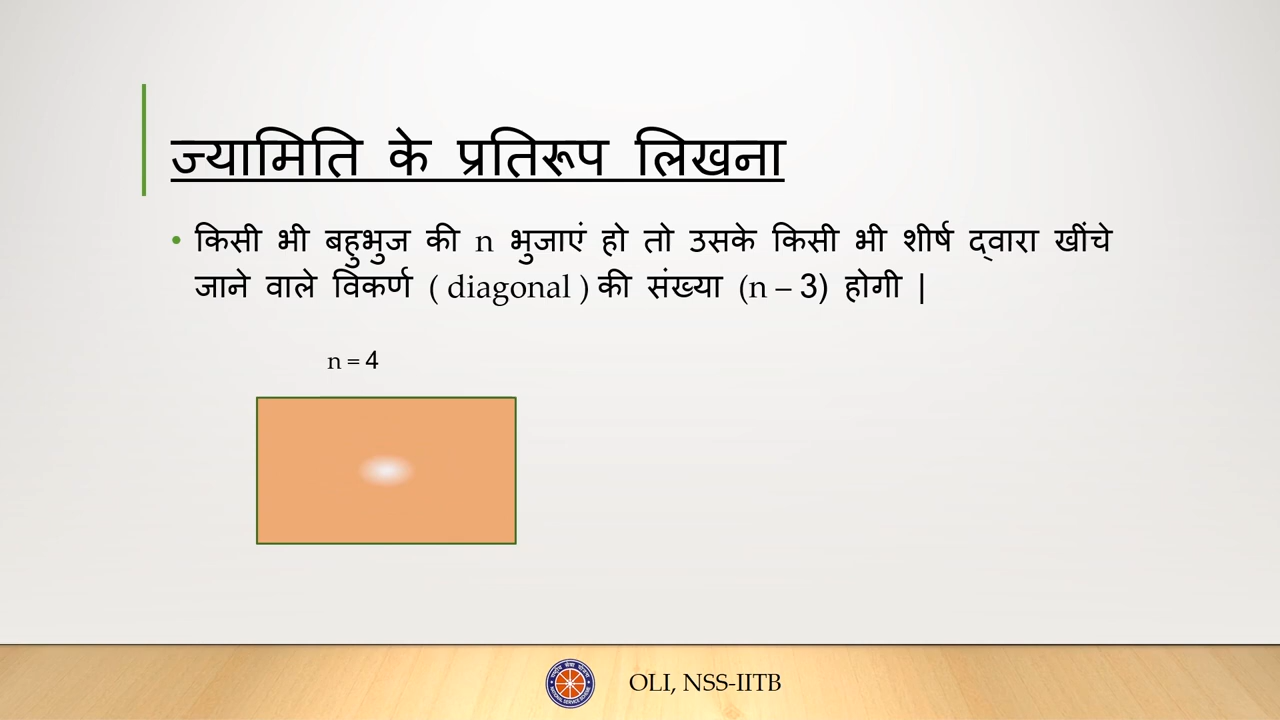 ज्यामिति के प्रतिरूप लिखना
• किसी भी बहुभुज की n भुजाएं हो तो उसके किसी भी शीर्ष द्वारा खींचे
जाने वाले विकर्ण ( diagonal ) की संख्या (n – 3) होगी |
n = 4
OLI, NSS-IITB